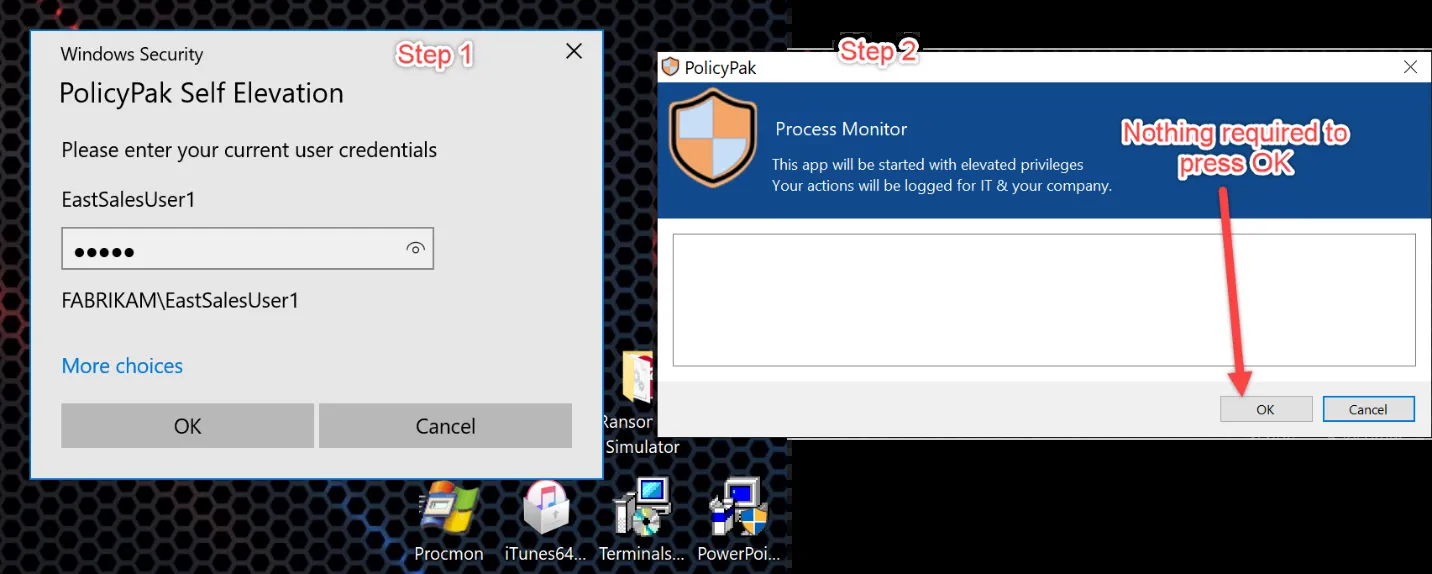 Windows Security
Step 1
PolicyPak Self Elevation
Please enter your current user credentials
EastSalesUser1
FABRIKAM\EastSalesUser1
More choices
OK
Cancel
Step 2
PolicyPak
Process Monitor
This app will be started with elevated privileges
Your actions will be logged for IT & your company.
Nothing required to
press OK
OK
Cancel
Ransor
Simulator
Procmon
iTunes64...
Terminals...
PowerPoi...